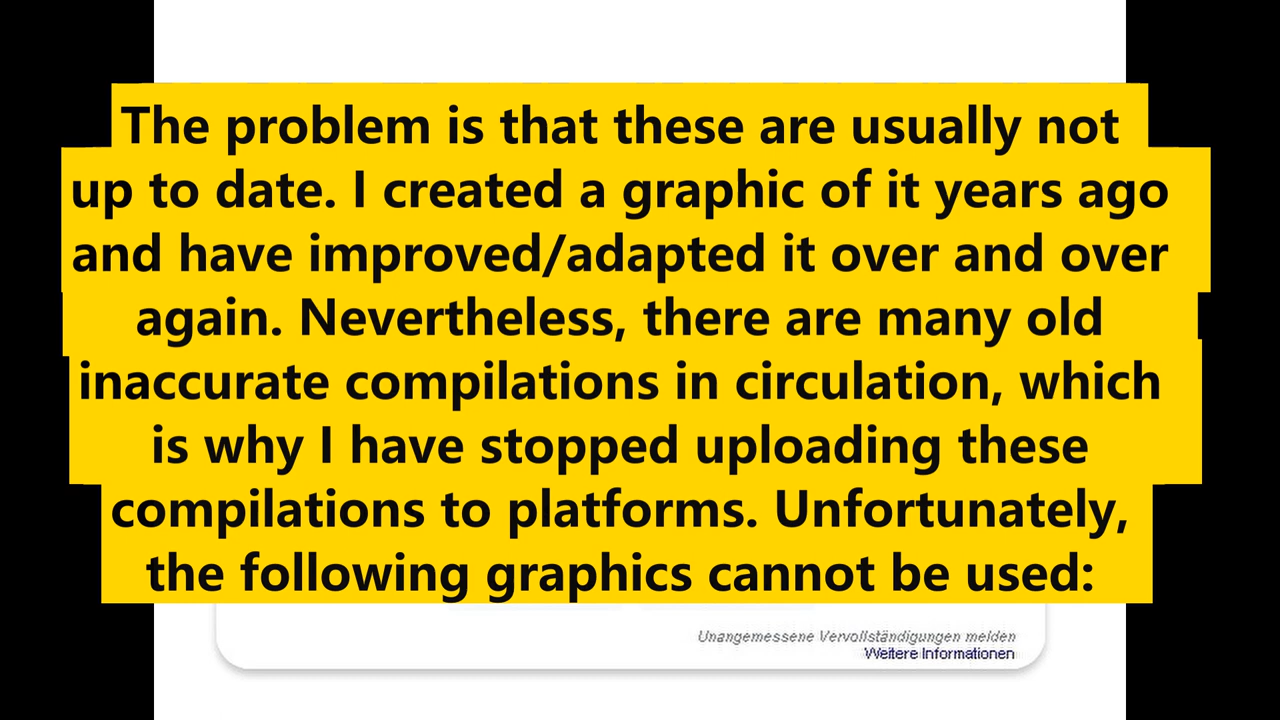 The problem is that these are usually not
up to date. I created a graphic of it years ago
and have improved/adapted it over and over
again. Nevertheless, there are many old
inaccurate compilations in circulation, which
is why I have stopped uploading these
compilations to platforms. Unfortunately,
the following graphics cannot be used:
Unangemessene Vervollständigungen melden
Weitere Informationen